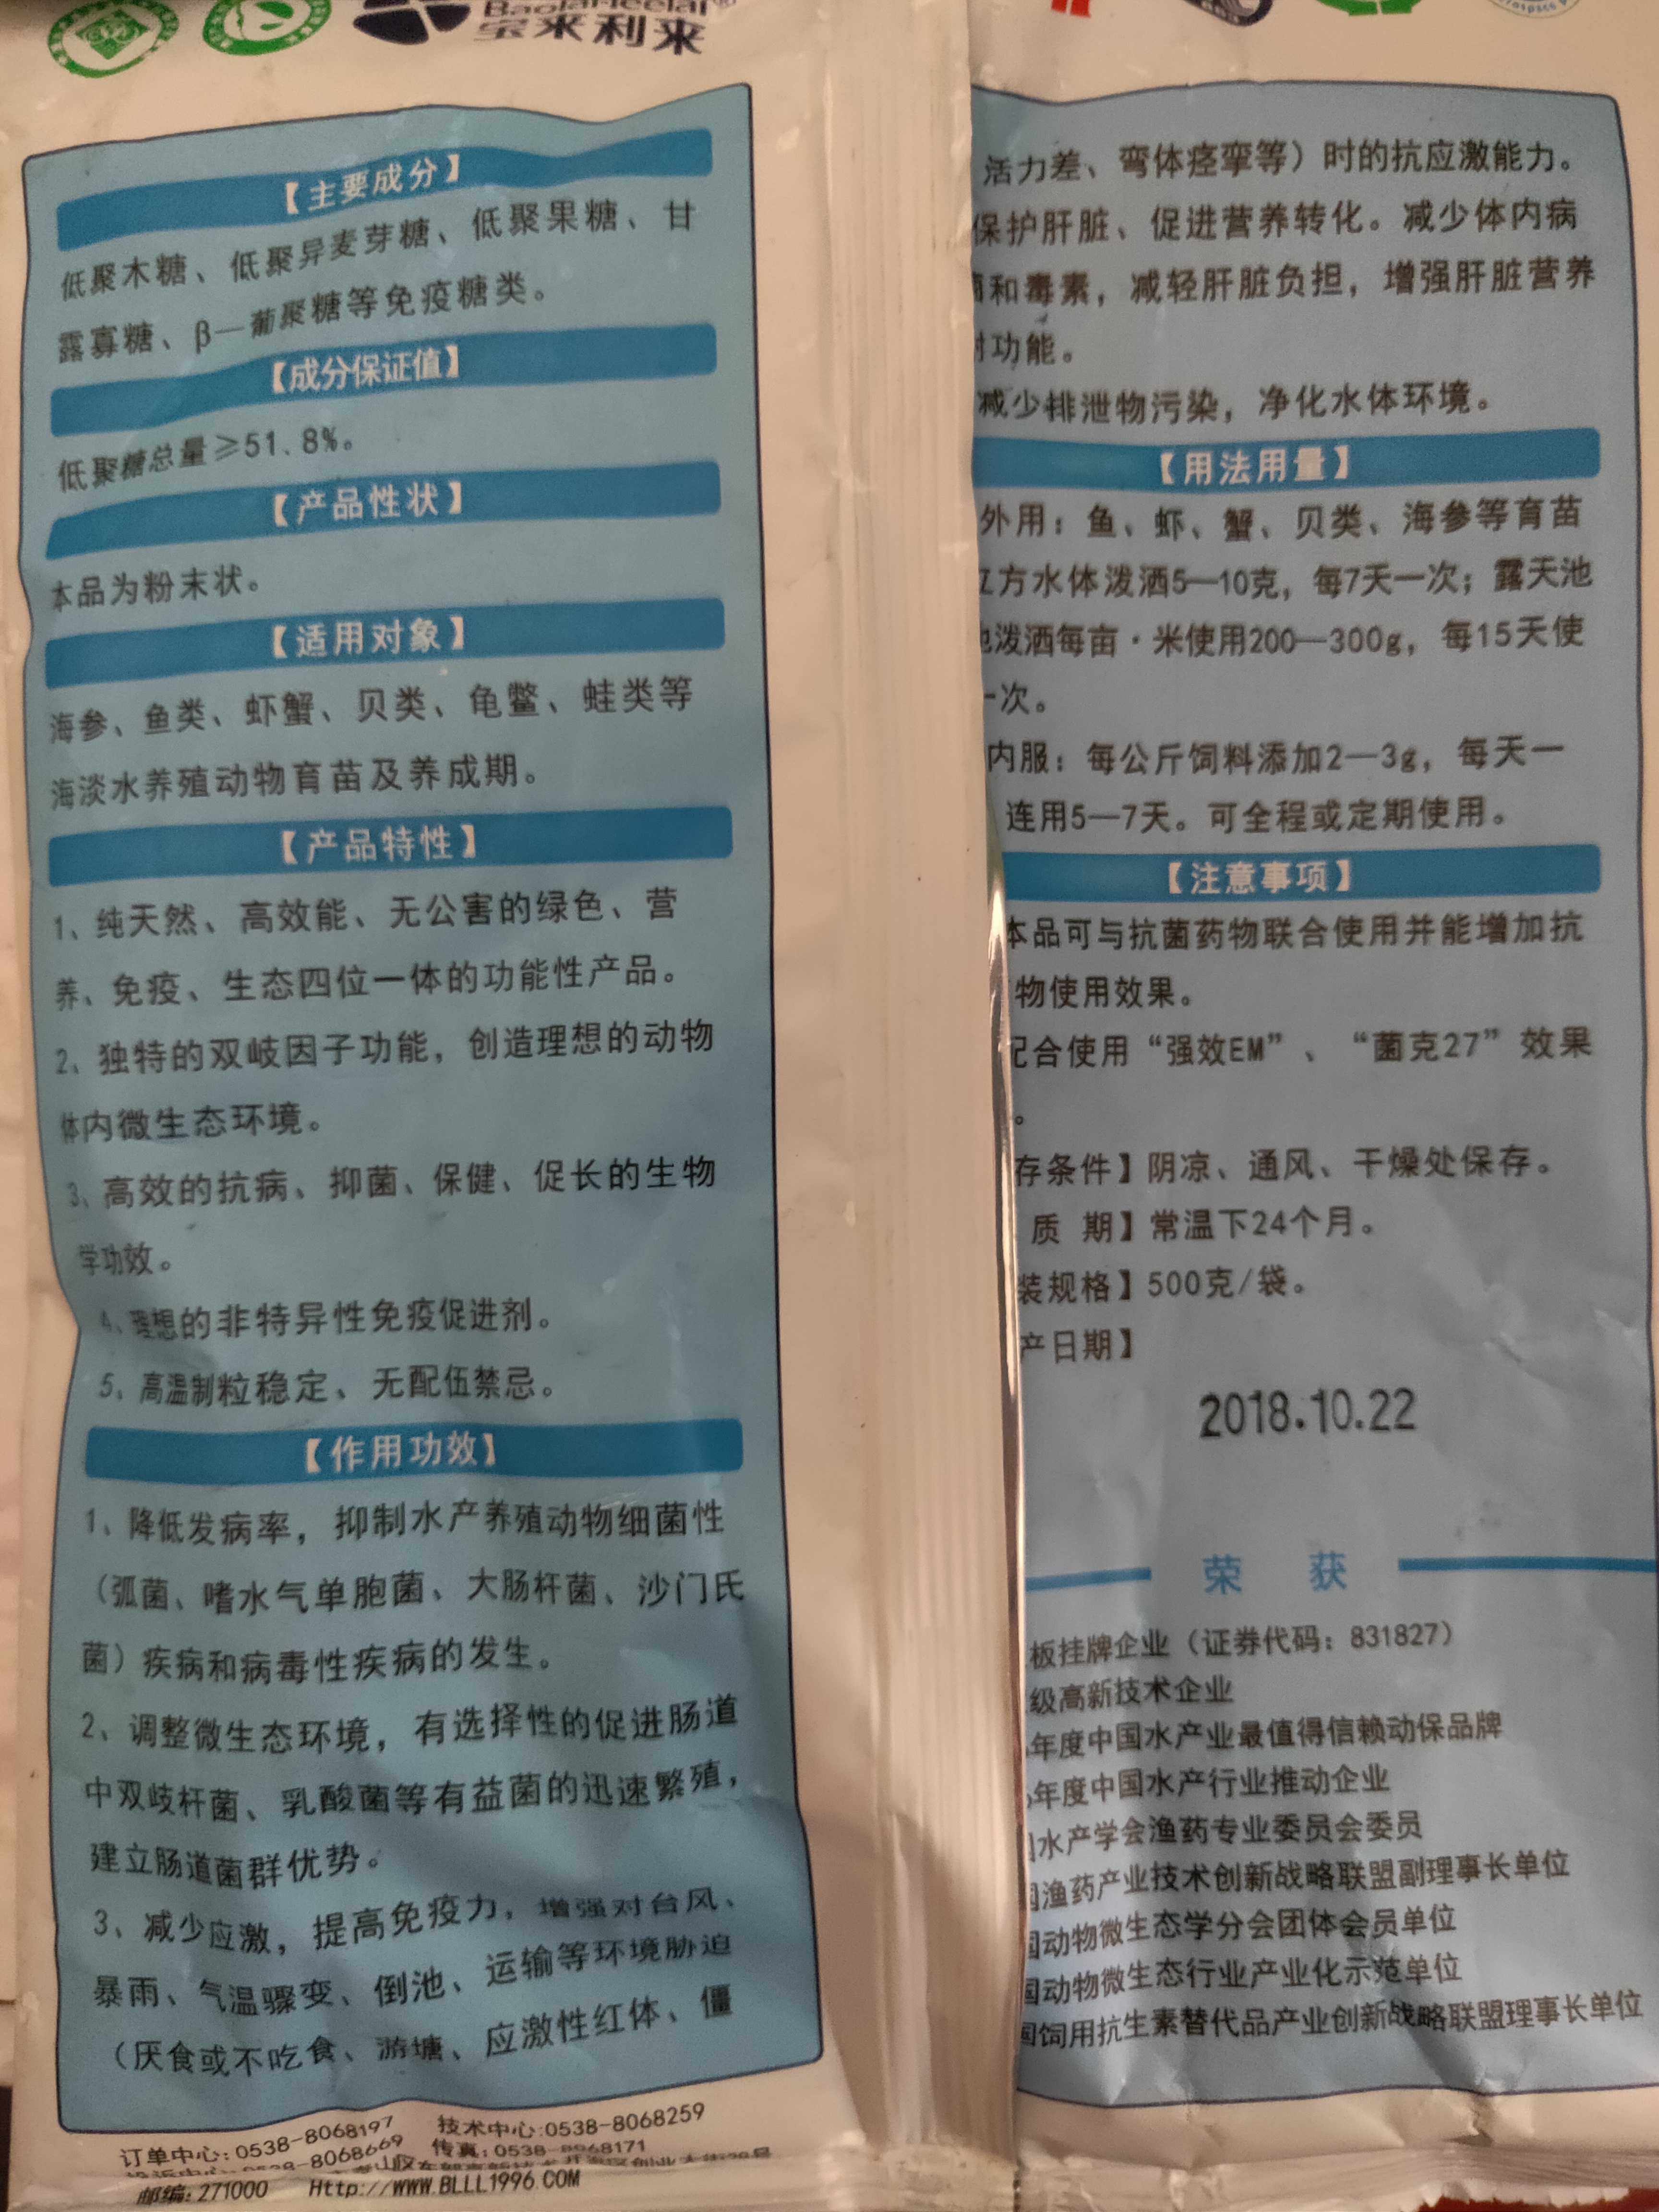 宝来利来
【主要成分】
低聚木糖、低聚异麦芽糖、低聚果糖、甘
露寡糖、β—葡聚糖等免疫糖类。
【成分保证值】
低聚糖总量≥51.8%。
【产品性状】
本品为粉末状。
【适用对象】
海参、鱼类、虾蟹、贝类、龟鳖、蛙类等
海淡水养殖动物育苗及养成期。
【产品特性】
1、纯天然、高效能、无公害的绿色、营
养、免疫、生态四位一体的功能性产品。
2、独特的双岐因子功能，创造理想的动物
体内微生态环境。
3、高效的抗病、抑菌、保健、促长的生物
学功效。
4、理想的非特异性免疫促进剂。
5、高温制粒稳定、无配伍禁忌。
【作用功效】
1、降低发病率，抑制水产养殖动物细菌性
（弧菌、嗜水气单胞菌、大肠杆菌、沙门氏
菌）疾病和病毒性疾病的发生。
2、调整微生态环境，有选择性的促进肠道
中双歧杆菌、乳酸菌等有益菌的迅速繁殖，
建立肠道菌群优势。
3、减少应激，提高免疫力，增强对台风、
暴雨、气温骤变、倒池、运输等环境胁迫
（厌食或不吃食、游塘、应激性红体、僵
订单中心:0538-8068197 技术中心:0538-8068259
0538-8068669 传真:0538-8068171
邮编:271000 Http://WWW.BLLL1996.COM
活力差、弯体痉挛等）时的抗应激能力。
保护肝脏、促进营养转化。减少体内病
和毒素，减轻肝脏负担，增强肝脏营养
功能。
减少排泄物污染，净化水体环境。
【用法用量】
外用：鱼、虾、蟹、贝类、海参等育苗
方水体泼洒5—10克，每7天一次；露天池
泼洒每亩·米使用200—300g，每15天使
一次。
内服：每公斤饲料添加2—3g，每天一
连用5—7天。可全程或定期使用。
【注意事项】
本品可与抗菌药物联合使用并能增加抗
物使用效果。
配合使用“强效EM”、“菌克27”效果
。
存条件】阴凉、通风、干燥处保存。
质 期】常温下24个月。
装规格】500克/袋。
产日期】
2018.10.22
荣 获
板挂牌企业（证券代码：831827）
级高新技术企业
年度中国水产业最值得信赖动保品牌
年度中国水产行业推动企业
水产学会渔药专业委员会委员
渔药产业技术创新战略联盟副理事长单位
动物微生态学分会团体会员单位
国动物微生态行业产业化示范单位
国饲用抗生素替代品产业创新战略联盟理事长单位